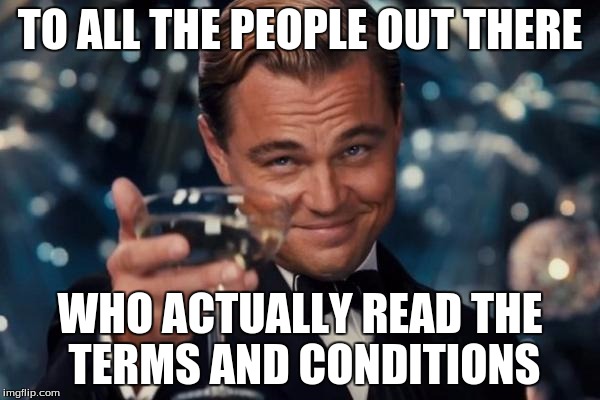 TO ALL THE PEOPLE OUT THERE
WHO ACTUALLY READ THE
TERMS AND CONDITIONS
imgflip.com